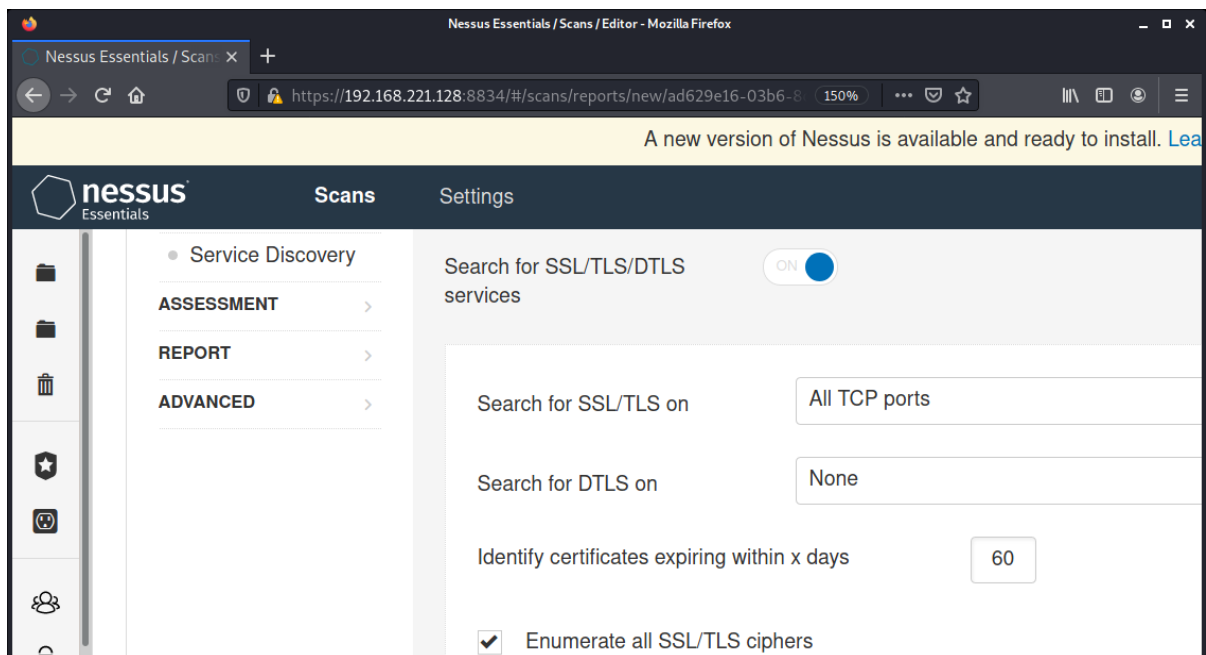 Nessus Essentials / Scans / Editor - Mozilla Firefox
Nessus Essentials / Scans
https://192.168.221.128:8834/#/scans/reports/new/ad629e16-03b6-8 150%
A new version of Nessus is available and ready to install. Lea
nessus
Essentials
Scans
Settings
Service Discovery
ASSESSMENT
REPORT
ADVANCED
Search for SSL/TLS/DTLS
services
ON
Search for SSL/TLS on All TCP ports
Search for DTLS on None
Identify certificates expiring within x days 60
Enumerate all SSL/TLS ciphers